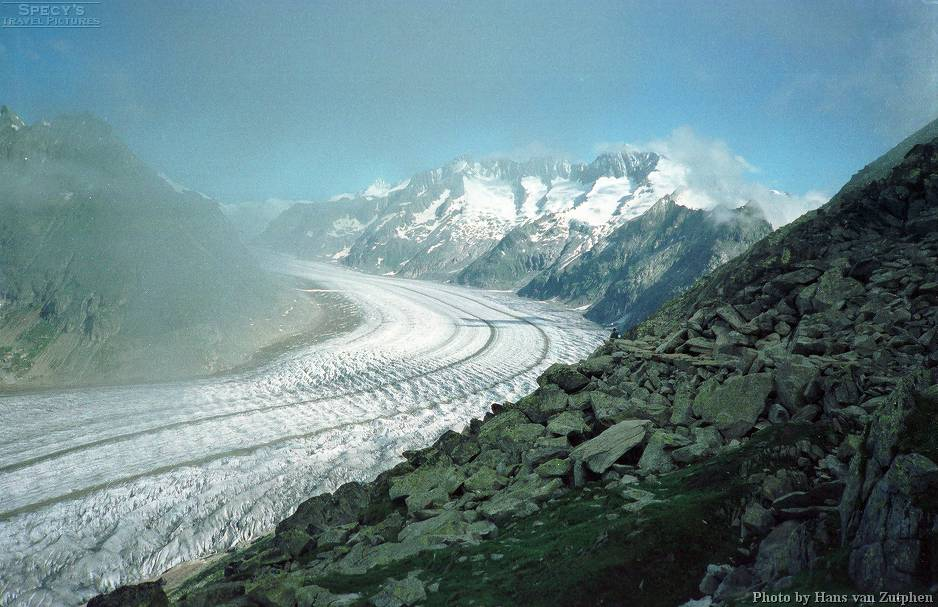 Specy's
Travel Pictures
Photo by Hans van Zutphen